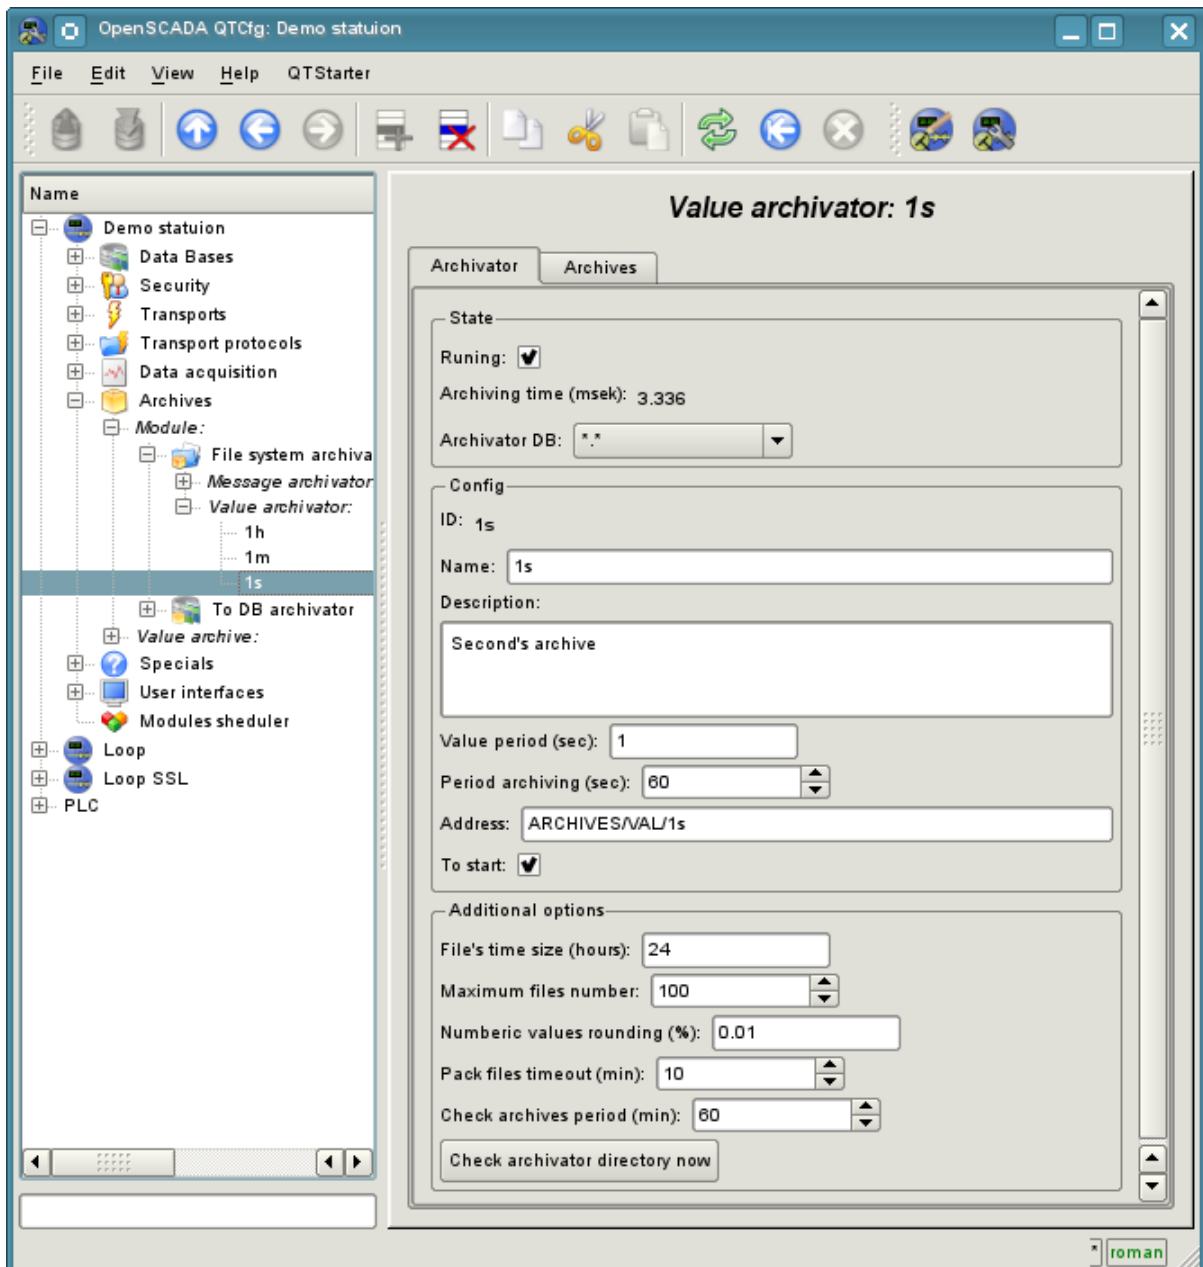 OpenSCADA QTCfg: Demo statuion
File Edit View Help QTStarter
Name
Demo statuion
Data Bases
Security
Transports
Transport protocols
Data acquisition
Archives
Module:
File system archiva
Message archivator
Value archivator:
1h
1m
1s
To DB archivator
Value archive:
Specials
User interfaces
Modules sheduler
Loop
Loop SSL
PLC
Value archivator: 1s
Archivator Archives
State
Runing:
Archiving time (msek): 3.336
Archivator DB: *.*
Config
ID: 1s
Name: 1s
Description:
Second's archive
Value period (sec): 1
Period archiving (sec): 60
Address: ARCHIVES/VAL/1s
To start:
Additional options
File's time size (hours): 24
Maximum files number: 100
Numberic values rounding (%): 0.01
Pack files timeout (min): 10
Check archives period (min): 60
Check archivator directory now
* roman